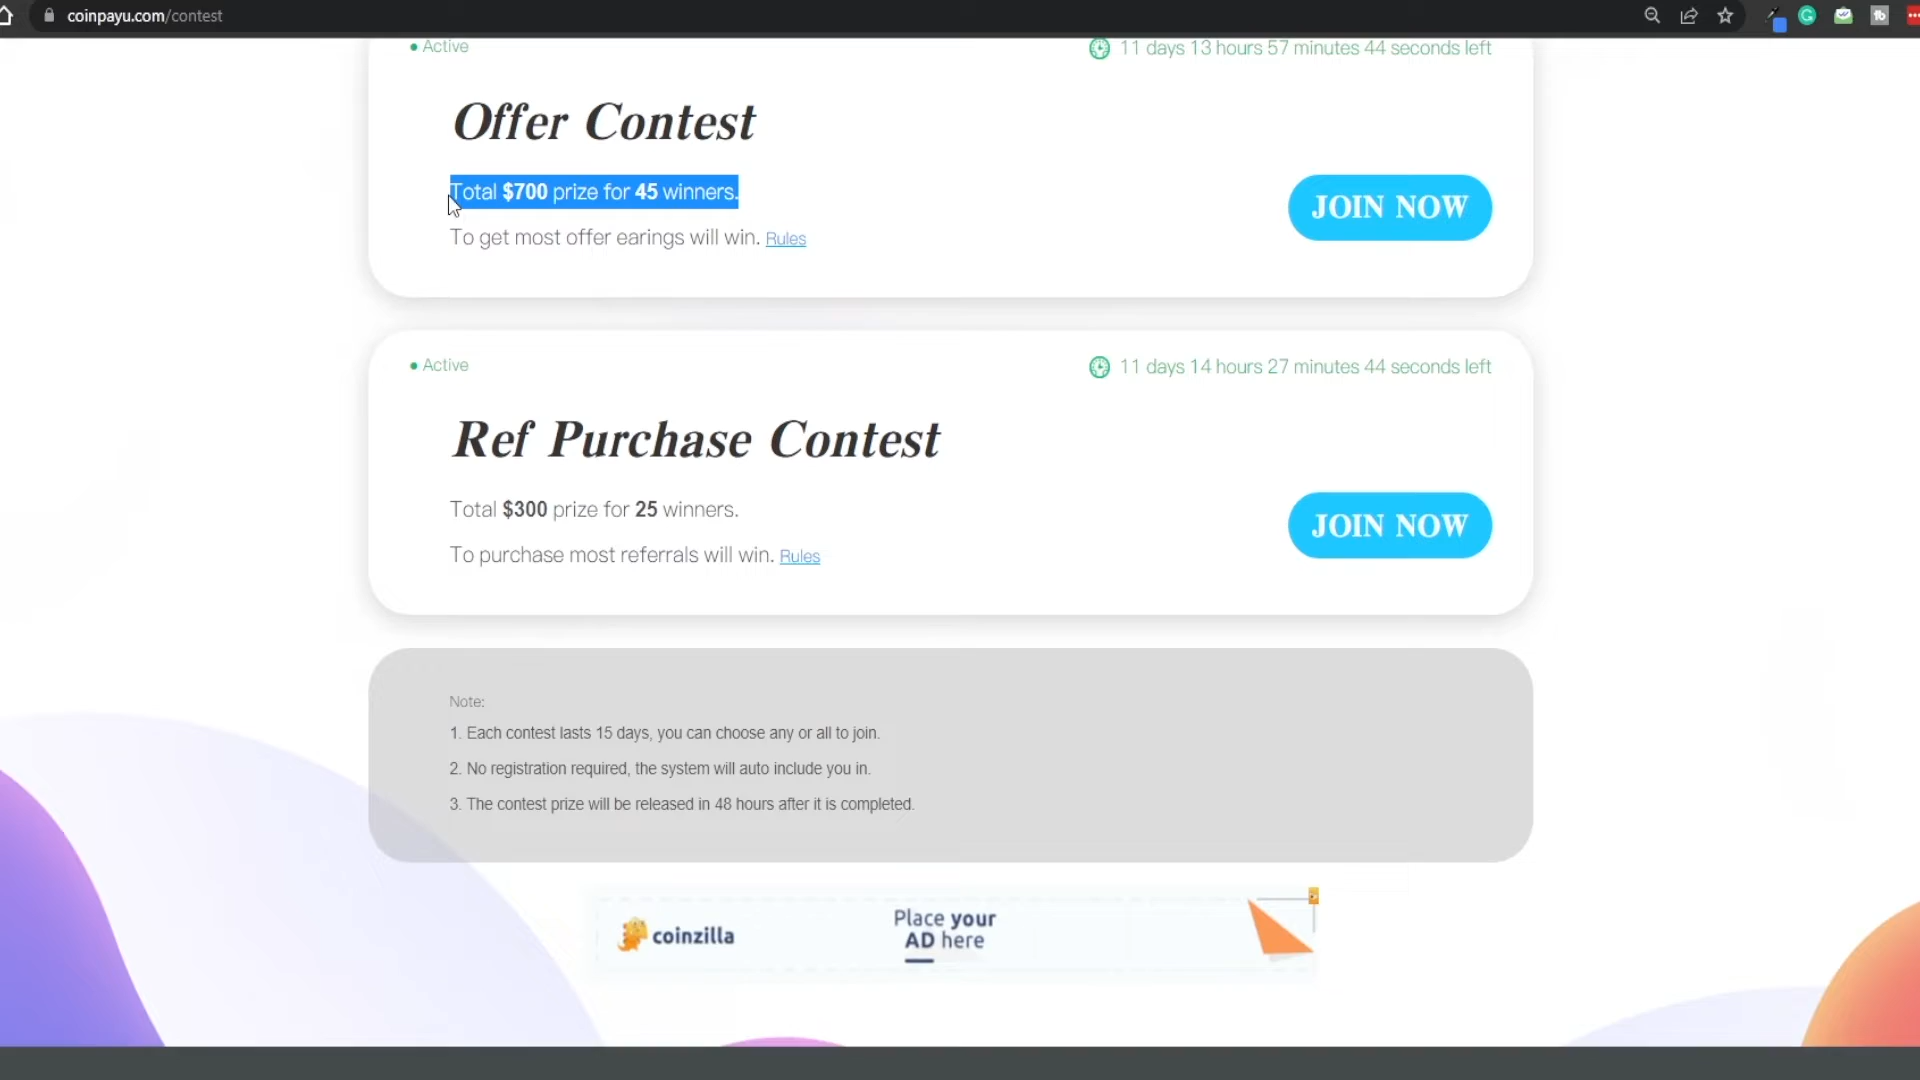 coinpayu.com/contest
• Active
11 days 13 hours 57 minutes 44 seconds left
Offer Contest
Total $700 prize for 45 winners.
JOIN NOW
To get most offer earings will win. Rules
• Active
11 days 14 hours 27 minutes 44 seconds left
Ref Purchase Contest
Total $300 prize for 25 winners.
JOIN NOW
To purchase most referrals will win. Rules
Note:
1. Each contest lasts 15 days, you can choose any or all to join.
2. No registration required, the system will auto include you in.
3. The contest prize will be released in 48 hours after it is completed.
coinzilla
Place your
AD here